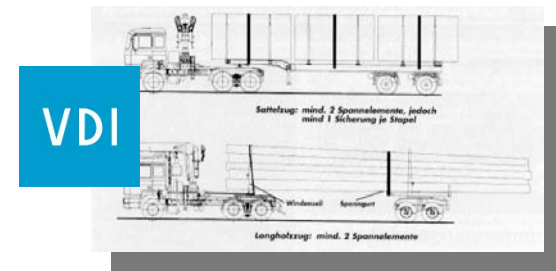 Sattelzug: mind. 2 Spannelemente, jedoch
mind 1 Sicherung je Stapel
VDI
Windenseil Spanngurt
Langholzzug: mind. 2 Spannelemente